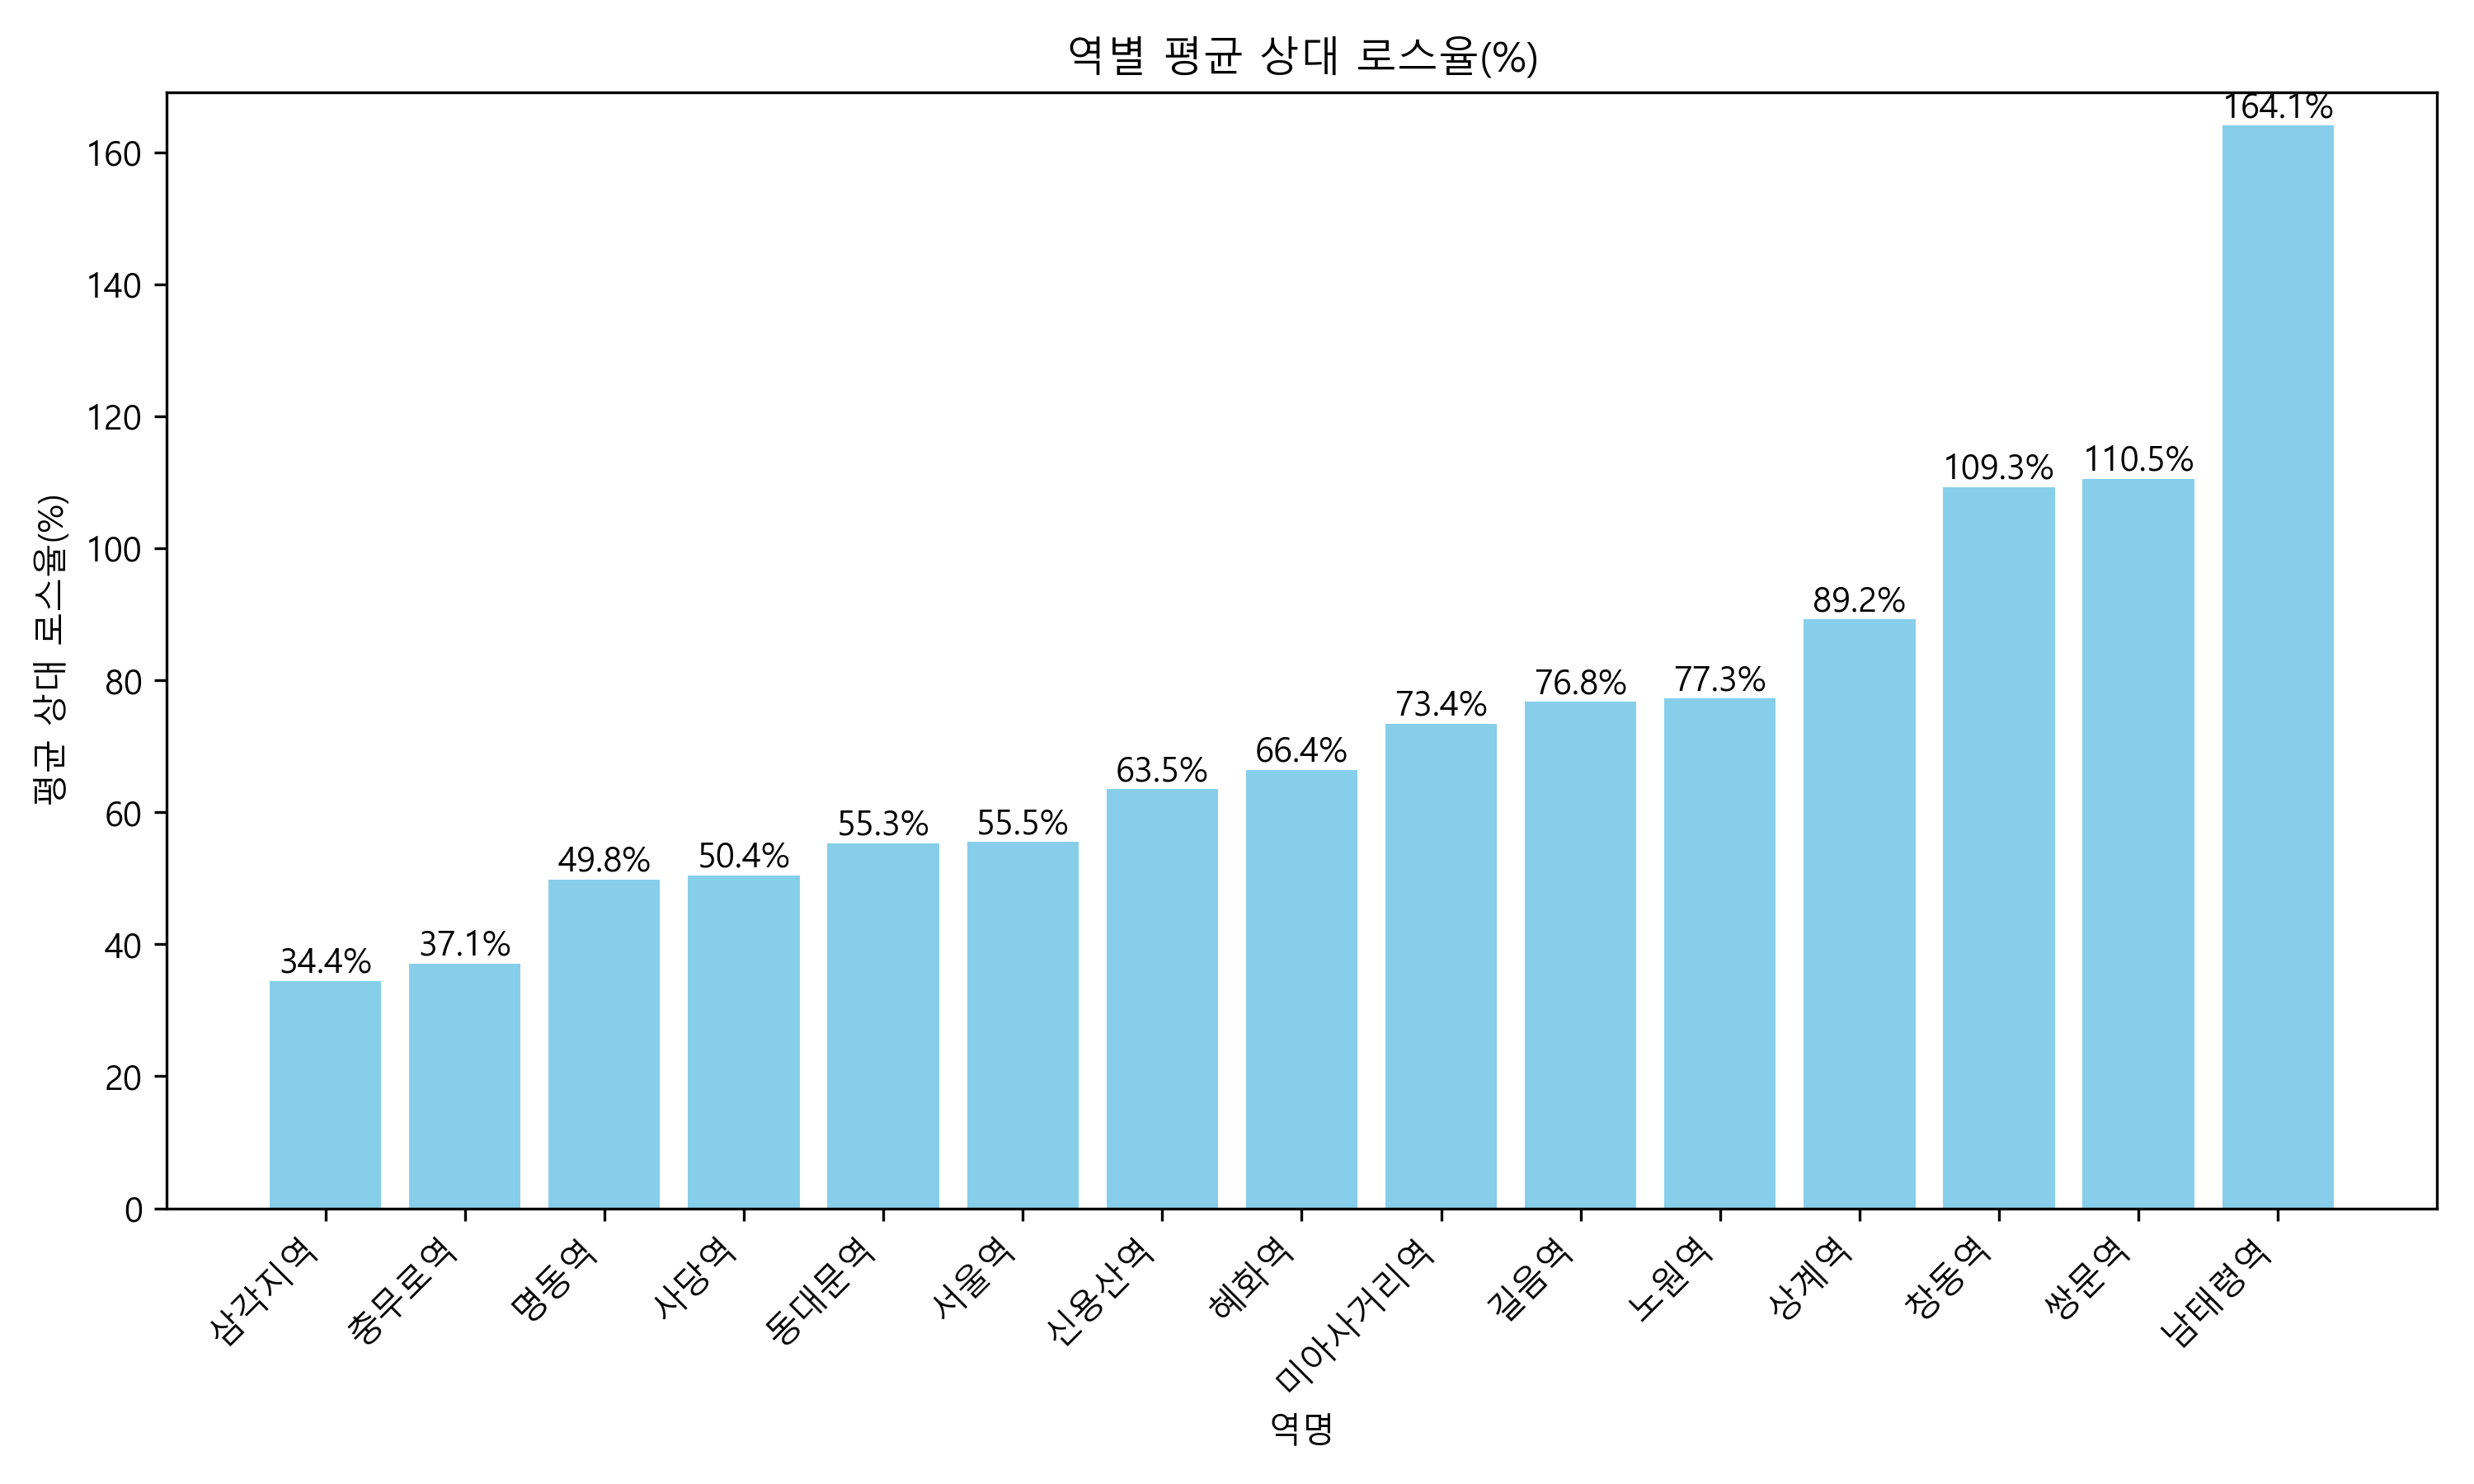 역별 평균 상대 로스율(%)
평균 상대 로스율(%)
160
140
120
100
80
60
40
20
0
34.4%
37.1%
49.8%
50.4%
55.3%
55.5%
63.5%
66.4%
73.4%
76.8%
77.3%
89.2%
109.3%
110.5%
164.1%
삼각지역
충무로역
명동역
사당역
동대문역
서울역
신용산역
혜화역
미아사거리역
길음역
노원역
상계역
창동역
쌍문역
남태령역
역명